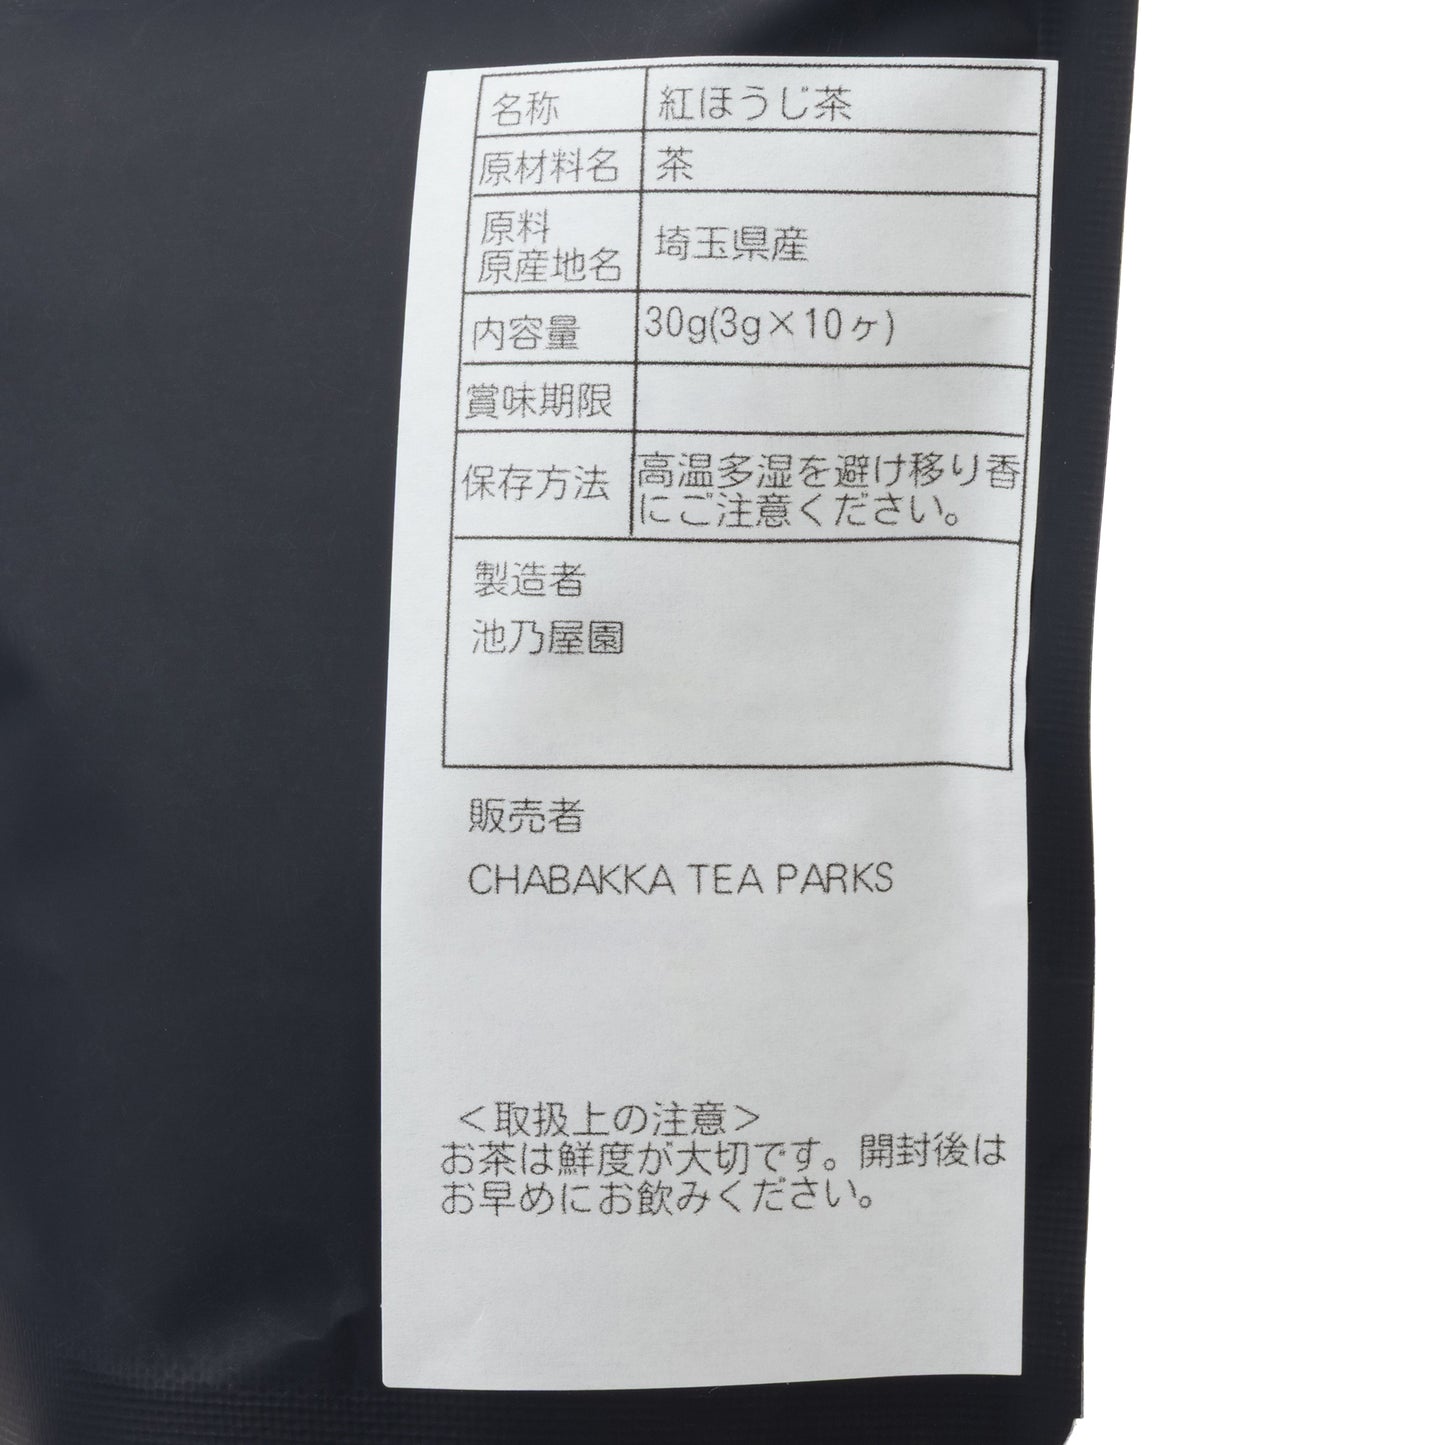 名称 紅ほうじ茶
原材料名 茶
原料
原産地名 埼玉県産
内容量 30g(3g×10ヶ)
賞味期限
保存方法 高温多湿を避け移り香
にご注意ください。
製造者
池乃屋園
販売者
CHABAKKA TEA PARKS
＜取扱上の注意＞
お茶は鮮度が大切です。開封後は
お早めにお飲みください。